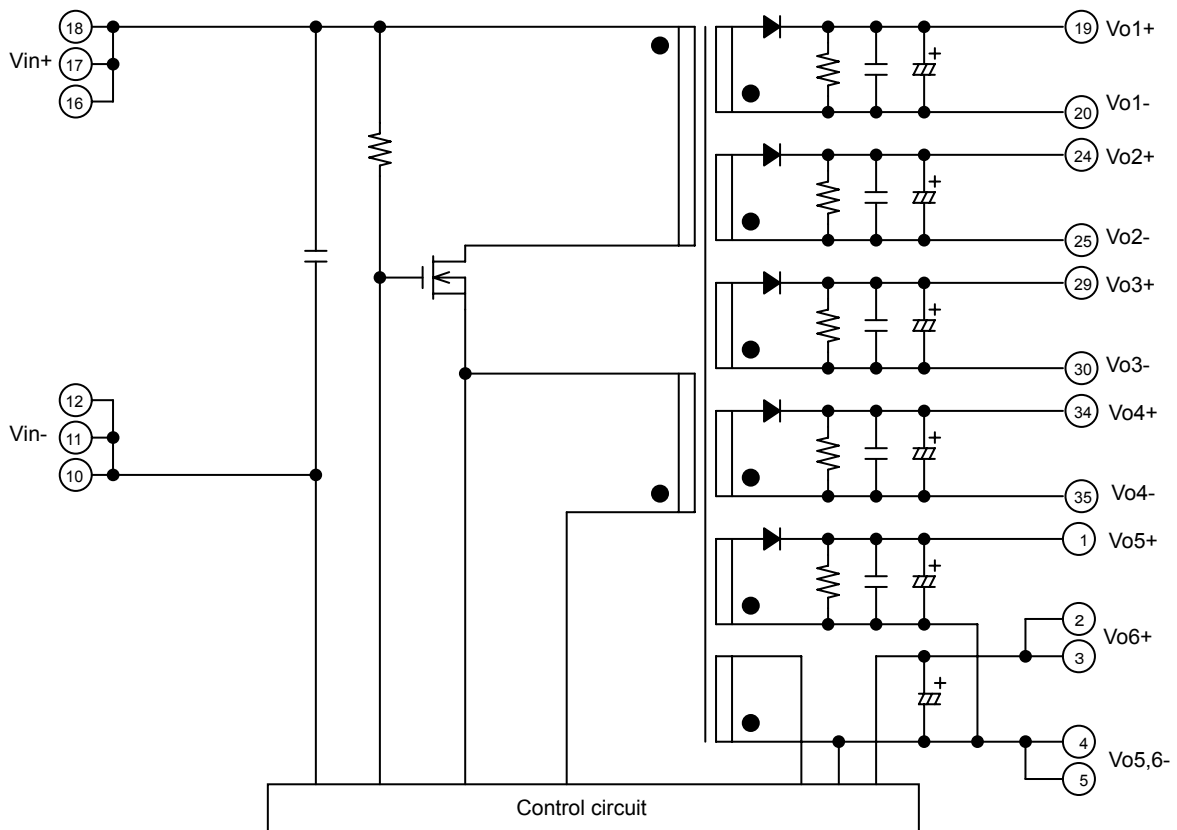 18
Vin+
17
16
12
Vin-
11
10
19
Vo1+
+
20
Vo1-
24
Vo2+
+
25
Vo2-
29
Vo3+
+
30
Vo3-
34
Vo4+
+
35
Vo4-
1
Vo5+
+
2
Vo6+
3
+
4
Vo5,6-
5
Control circuit